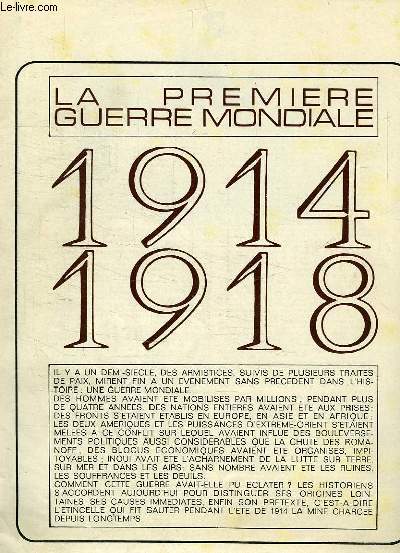 Le-livre.com
LA PREMIERE
GUERRE MONDIALE
1914
1918
IL Y A UN DEMI-SIECLE, DES ARMISTICES, SUIVIS DE PLUSIEURS TRAITES
DE PAIX, MIRENT FIN A UN EVENEMENT SANS PRECEDENT DANS L'HIS-
TOIRE : UNE GUERRE MONDIALE.
DES HOMMES AVAIENT ETE MOBILISES PAR MILLIONS ; PENDANT PLUS
DE QUATRE ANNEES, DES NATIONS ENTIERES AVAIENT ETE AUX PRISES ;
DES FRONTS S'ETAIENT ETABLIS EN EUROPE, EN ASIE ET EN AFRIQUE ;
LES DEUX AMERIQUES ET LES PUISSANCES D'EXTREME-ORIENT S'ETAIENT
MELEES A CE CONFLIT SUR LEQUEL AVAIENT INFLUE DES BOULEVERSE-
MENTS POLITIQUES AUSSI CONSIDERABLES QUE LA CHUTE DES ROMA-
NOFF ; DES BLOCUS ECONOMIQUES AVAIENT ETE ORGANISES, IMPI-
TOYABLES ; INOUI AVAIT ETE L'ACHARNEMENT DE LA LUTTE SUR TERRE,
SUR MER ET DANS LES AIRS ; SANS NOMBRE AVAIENT ETE LES RUINES,
LES SOUFFRANCES ET LES DEUILS.
COMMENT CETTE GUERRE AVAIT-ELLE PU ECLATER ? LES HISTORIENS
S'ACCORDENT AUJOURD'HUI POUR DISTINGUER SES ORIGINES LOIN-
TAINES, SES CAUSES IMMEDIATES, ENFIN SON PRETEXTE, C'EST-A-DIRE
L'ETINCELLE QUI FIT SAUTER PENDANT L'ETE DE 1914 LA MINE CHARGEE
DEPUIS LONGTEMPS.